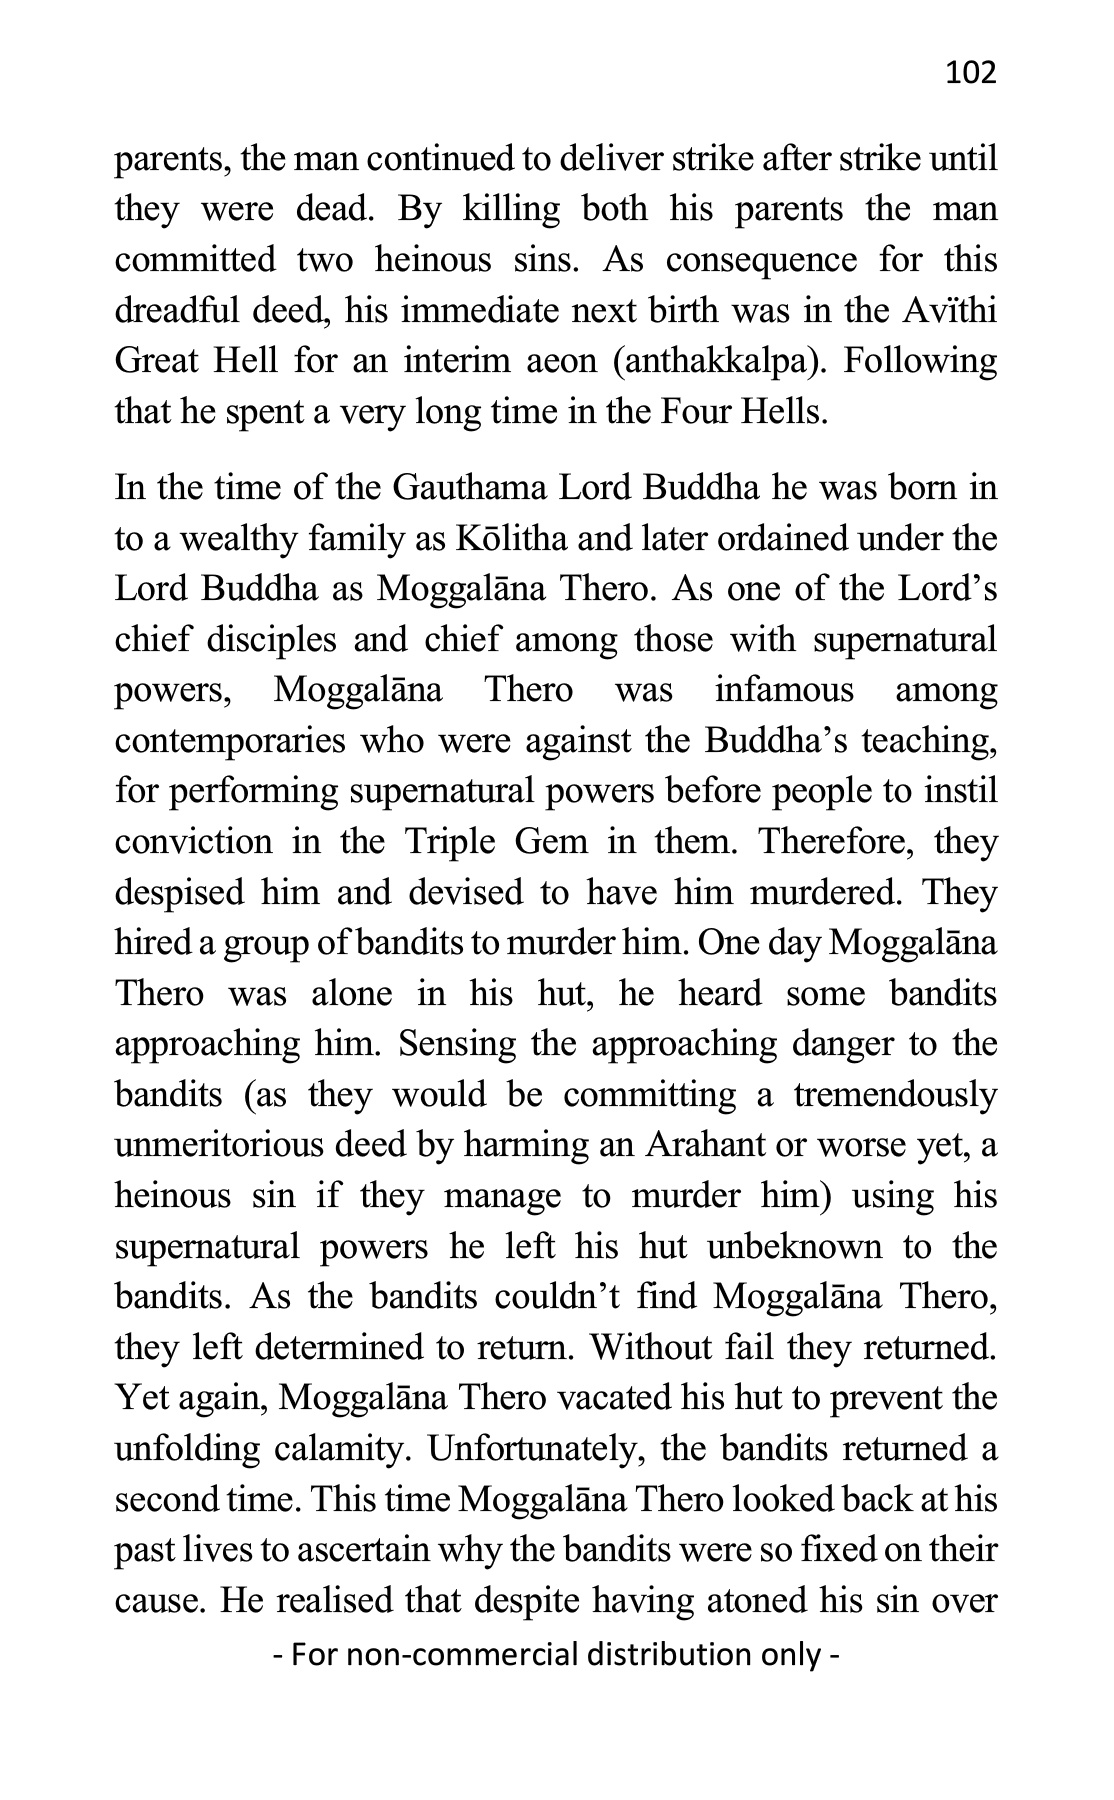 102
parents, the man continued to deliver strike after strike until
they were dead. By killing both his parents the man
committed two heinous sins. As consequence for this
dreadful deed, his immediate next birth was in the Avïthi
Great Hell for an interim aeon (anthakkalpa). Following
that he spent a very long time in the Four Hells.
In the time of the Gauthama Lord Buddha he was born in
to a wealthy family as Kōlitha and later ordained under the
Lord Buddha as Moggalāna Thero. As one of the Lord’s
chief disciples and chief among those with supernatural
powers, Moggalāna Thero was infamous among
contemporaries who were against the Buddha’s teaching,
for performing supernatural powers before people to instil
conviction in the Triple Gem in them. Therefore, they
despised him and devised to have him murdered. They
hired a group of bandits to murder him. One day Moggalāna
Thero was alone in his hut, he heard some bandits
approaching him. Sensing the approaching danger to the
bandits (as they would be committing a tremendously
unmeritorious deed by harming an Arahant or worse yet, a
heinous sin if they manage to murder him) using his
supernatural powers he left his hut unbeknown to the
bandits. As the bandits couldn’t find Moggalāna Thero,
they left determined to return. Without fail they returned.
Yet again, Moggalāna Thero vacated his hut to prevent the
unfolding calamity. Unfortunately, the bandits returned a
second time. This time Moggalāna Thero looked back at his
past lives to ascertain why the bandits were so fixed on their
cause. He realised that despite having atoned his sin over
- For non-commercial distribution only -